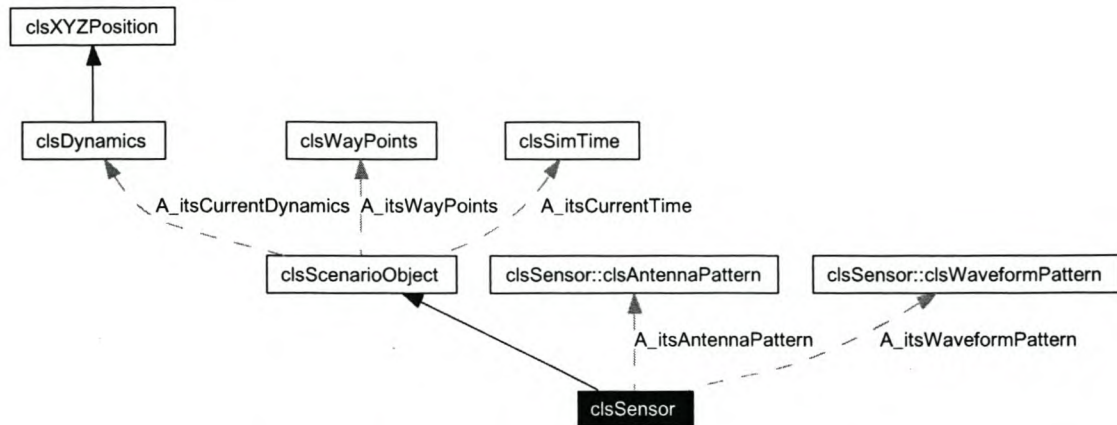 clsXYZPosition
clsDynamics
clsWayPoints
clsSimTime
A_itsCurrentDynamics
A_itsWayPoints
A_itsCurrentTime
clsScenarioObject
clsSensor::clsAntennaPattern
clsSensor::clsWaveformPattern
A_itsAntennaPattern
A_itsWaveformPattern
clsSensor